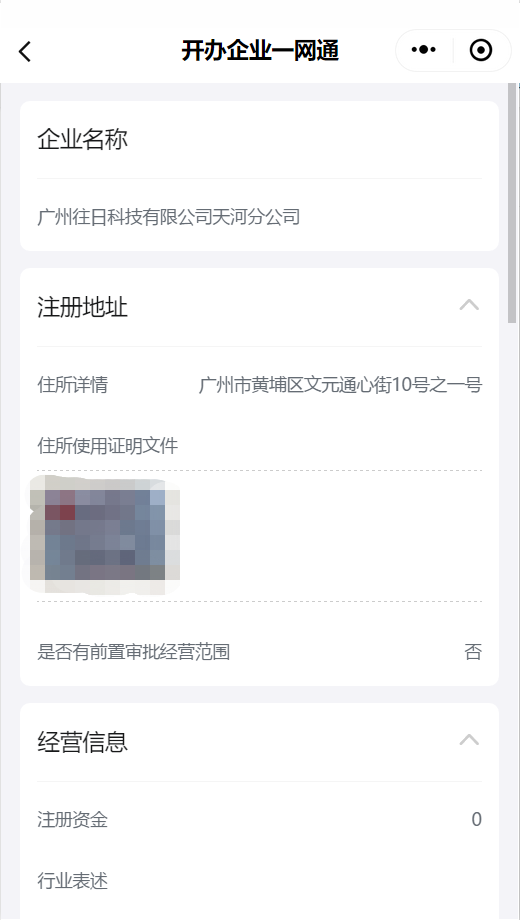 开办企业一网通
企业名称
广州往日科技有限公司天河分公司
注册地址
住所详情 广州市黄埔区文元通心街10号之一号
住所使用证明文件
是否有前置审批经营范围 否
经营信息
注册资金 0
行业表述